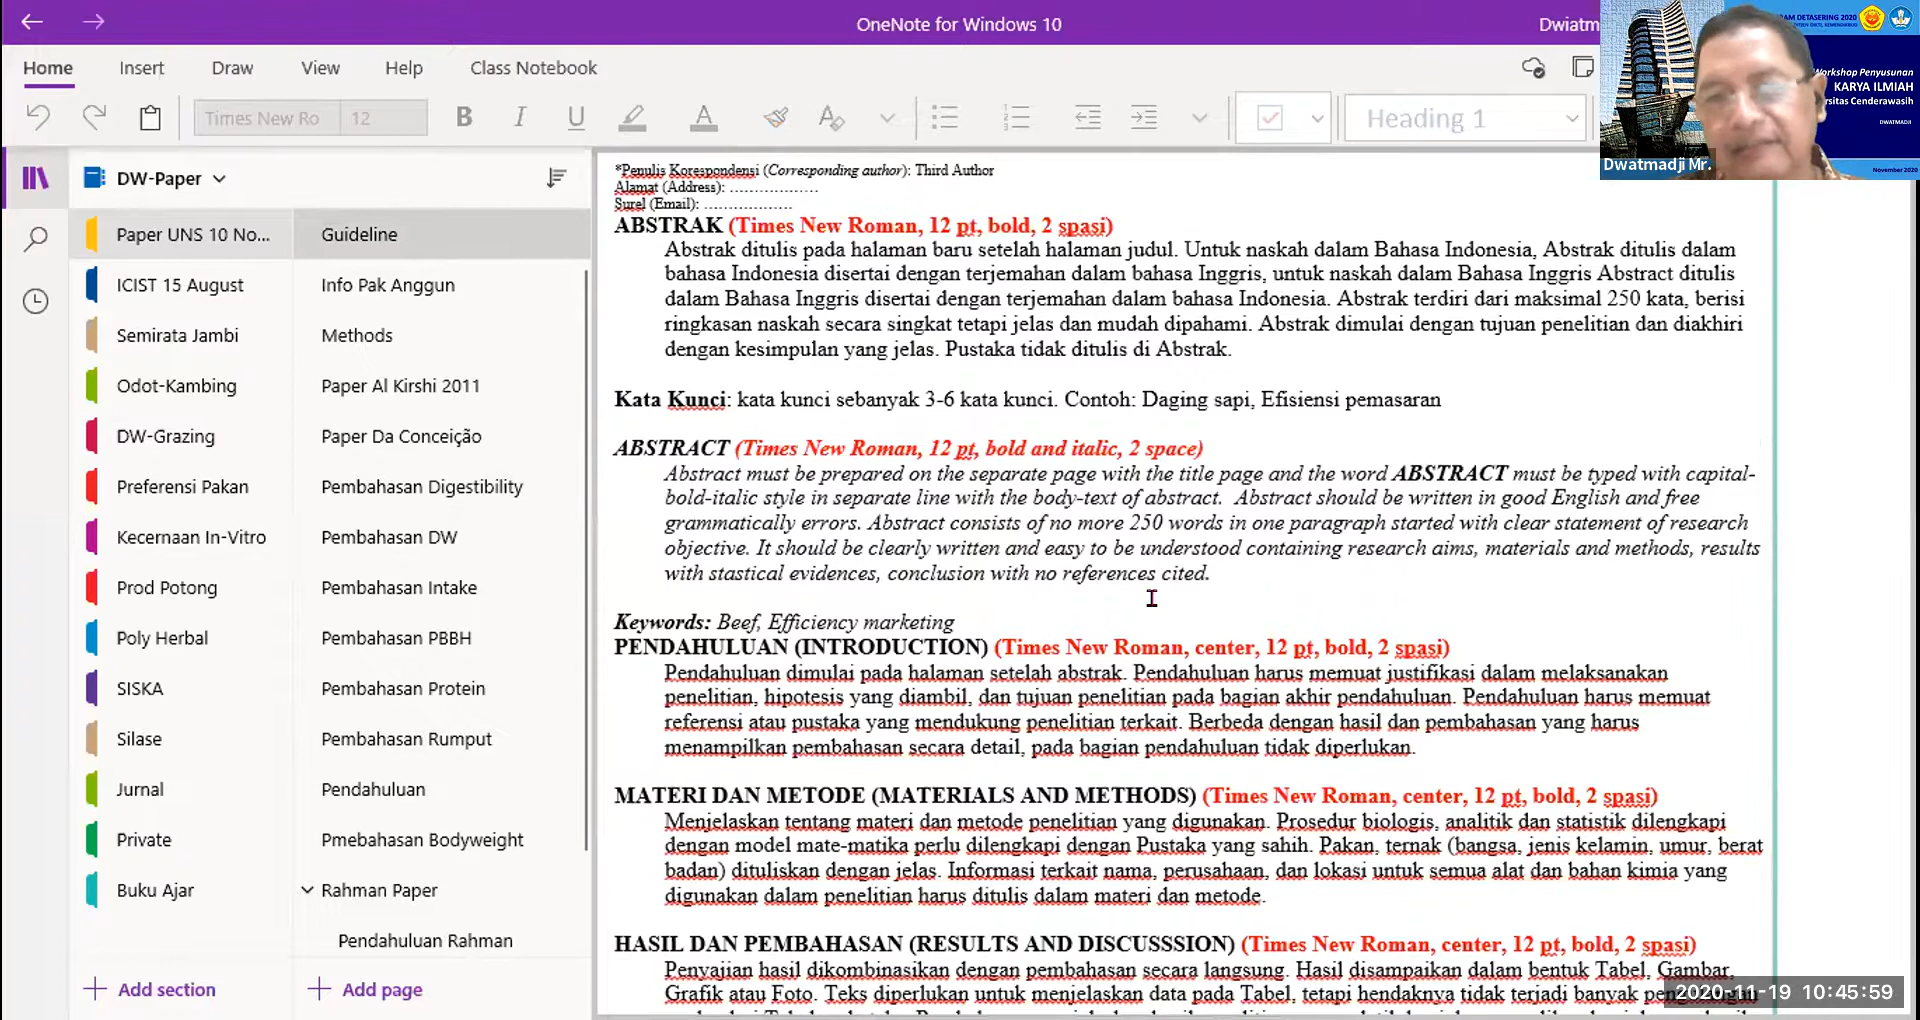 OneNote for Windows 10
Dwiatm
Home Insert Draw View Help Class Notebook
Times New Ro 12 B I U A Heading 1
DW-Paper
Paper UNS 10 No...
ICIST 15 August
Semirata Jambi
Odot-Kambing
DW-Grazing
Preferensi Pakan
Kecernaan In-Vitro
Prod Potong
Poly Herbal
SISKA
Silase
Jurnal
Private
Buku Ajar
Add section
Guideline
Info Pak Anggun
Methods
Paper Al Kirshi 2011
Paper Da Conceição
Pembahasan Digestibility
Pembahasan DW
Pembahasan Intake
Pembahasan PBBH
Pembahasan Protein
Pembahasan Rumput
Pendahuluan
Pmebahasan Bodyweight
Rahman Paper
Pendahuluan Rahman
Add page
*Penulis Korespondensi (Corresponding author): Third Author
Alamat (Address): ..................
Surel (Email): ..................
ABSTRAK (Times New Roman, 12 pt, bold, 2 spasi)
Abstrak ditulis pada halaman baru setelah halaman judul. Untuk naskah dalam Bahasa Indonesia, Abstrak ditulis dalam
bahasa Indonesia disertai dengan terjemahan dalam bahasa Inggris, untuk naskah dalam Bahasa Inggris Abstract ditulis
dalam Bahasa Inggris disertai dengan terjemahan dalam bahasa Indonesia. Abstrak terdiri dari maksimal 250 kata, berisi
ringkasan naskah secara singkat tetapi jelas dan mudah dipahami. Abstrak dimulai dengan tujuan penelitian dan diakhiri
dengan kesimpulan yang jelas. Pustaka tidak ditulis di Abstrak.
Kata Kunci: kata kunci sebanyak 3-6 kata kunci. Contoh: Daging sapi, Efisiensi pemasaran
ABSTRACT (Times New Roman, 12 pt, bold and italic, 2 space)
Abstract must be prepared on the separate page with the title page and the word ABSTRACT must be typed with capital-
bold-italic style in separate line with the body-text of abstract. Abstract should be written in good English and free
grammatically errors. Abstract consists of no more 250 words in one paragraph started with clear statement of research
objective. It should be clearly written and easy to be understood containing research aims, materials and methods, results
with stastical evidences, conclusion with no references cited.
Keywords: Beef, Efficiency marketing
PENDAHULUAN (INTRODUCTION) (Times New Roman, center, 12 pt, bold, 2 spasi)
Pendahuluan dimulai pada halaman setelah abstrak. Pendahuluan harus memuat justifikasi dalam melaksanakan
penelitian, hipotesis yang diambil, dan tujuan penelitian pada bagian akhir pendahuluan. Pendahuluan harus memuat
referensi atau pustaka yang mendukung penelitian terkait. Berbeda dengan hasil dan pembahasan yang harus
menampilkan pembahasan secara detail, pada bagian pendahuluan tidak diperlukan.
MATERI DAN METODE (MATERIALS AND METHODS) (Times New Roman, center, 12 pt, bold, 2 spasi)
Menjelaskan tentang materi dan metode penelitian yang digunakan. Prosedur biologis, analitik dan statistik dilengkapi
dengan model mate-matika perlu dilengkapi dengan Pustaka yang sahih. Pakan, ternak (bangsa, jenis kelamin, umur, berat
badan) dituliskan dengan jelas. Informasi terkait nama, perusahaan, dan lokasi untuk semua alat dan bahan kimia yang
digunakan dalam penelitian harus ditulis dalam materi dan metode.
HASIL DAN PEMBAHASAN (RESULTS AND DISCUSSSION) (Times New Roman, center, 12 pt, bold, 2 spasi)
Penyajian hasil dikombinasikan dengan pembahasan secara langsung. Hasil disampaikan dalam bentuk Tabel, Gambar,
Grafik atau Foto. Teks diperlukan untuk menjelaskan data pada Tabel, tetapi hendaknya tidak terjadi banyak
DETASERING 2020
Workshop Penyusunan
KARYA ILMIAH
Cenderawasih
DWATMADJI
November 2020
Dwatmadji Mr.
2020-11-19 10:45:59